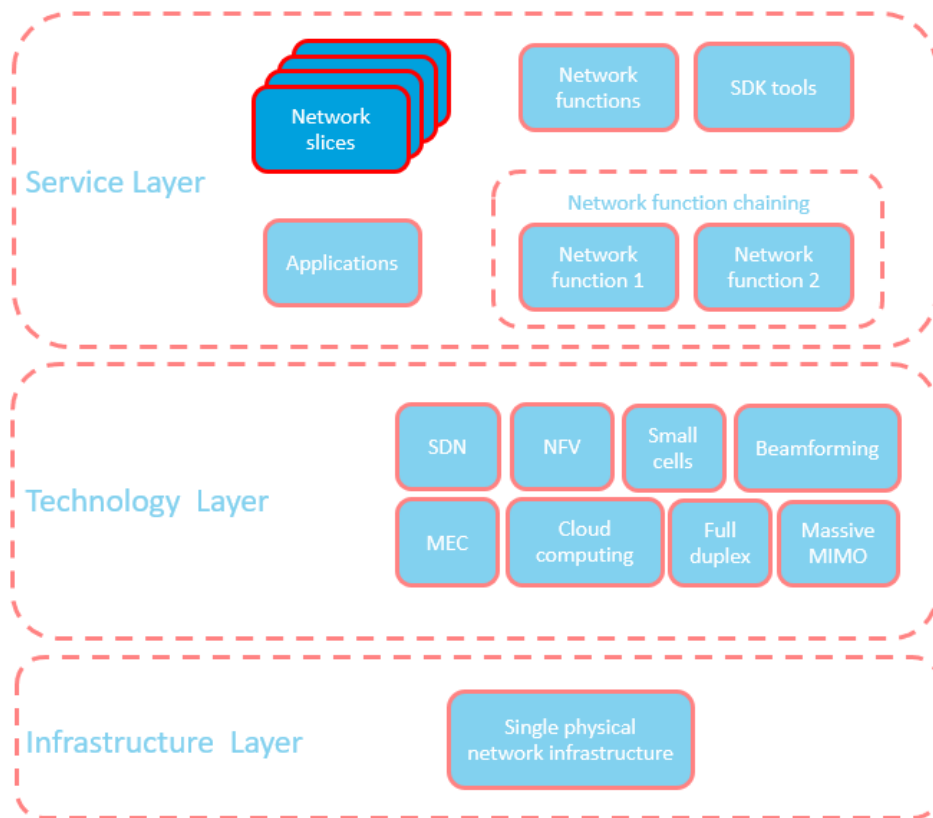 Network
slices
Network
functions
SDK tools
Service Layer
Network function chaining
Applications
Network
function 1
Network
function 2
SDN
NFV
Small
cells
Beamforming
Technology Layer
MEC
Cloud
computing
Full
duplex
Massive
MIMO
Infrastructure Layer
Single physical
network infrastructure